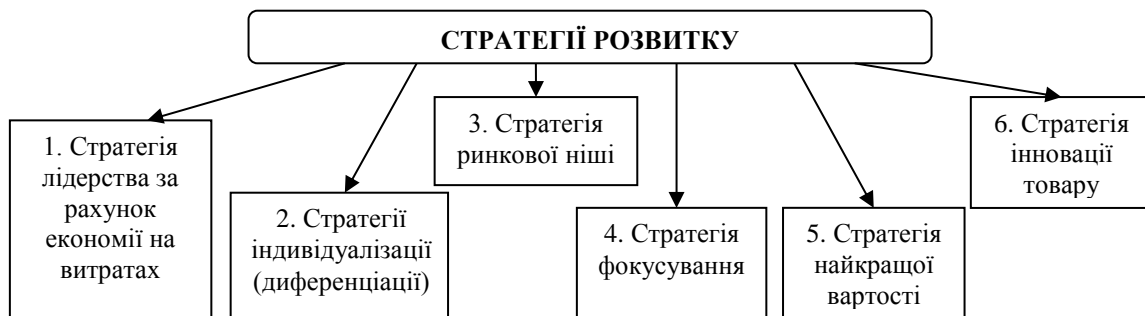 СТРАТЕГІЇ РОЗВИТКУ
1. Стратегія
лідерства за
рахунок
економії на
витратах
2. Стратегії
індивідуалізації
(диференціації)
3. Стратегія
ринкової ніші
4. Стратегія
фокусування
5. Стратегія
найкращої
вартості
6. Стратегія
інновації
товару